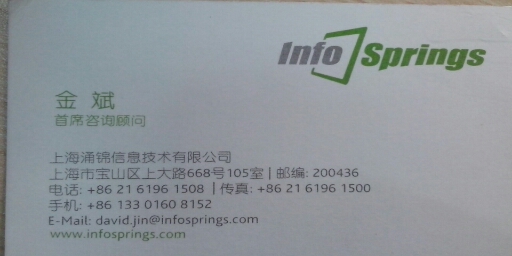 Info Springs
金 斌
首席咨询顾问
上海涌锦信息技术有限公司
上海市宝山区上大路668号105室 | 邮编: 200436
电话: +86 21 6196 1508 | 传真: +86 21 6196 1500
手机: +86 133 0160 8152
E-Mail: david.jin@infosprings.com
www.infosprings.com